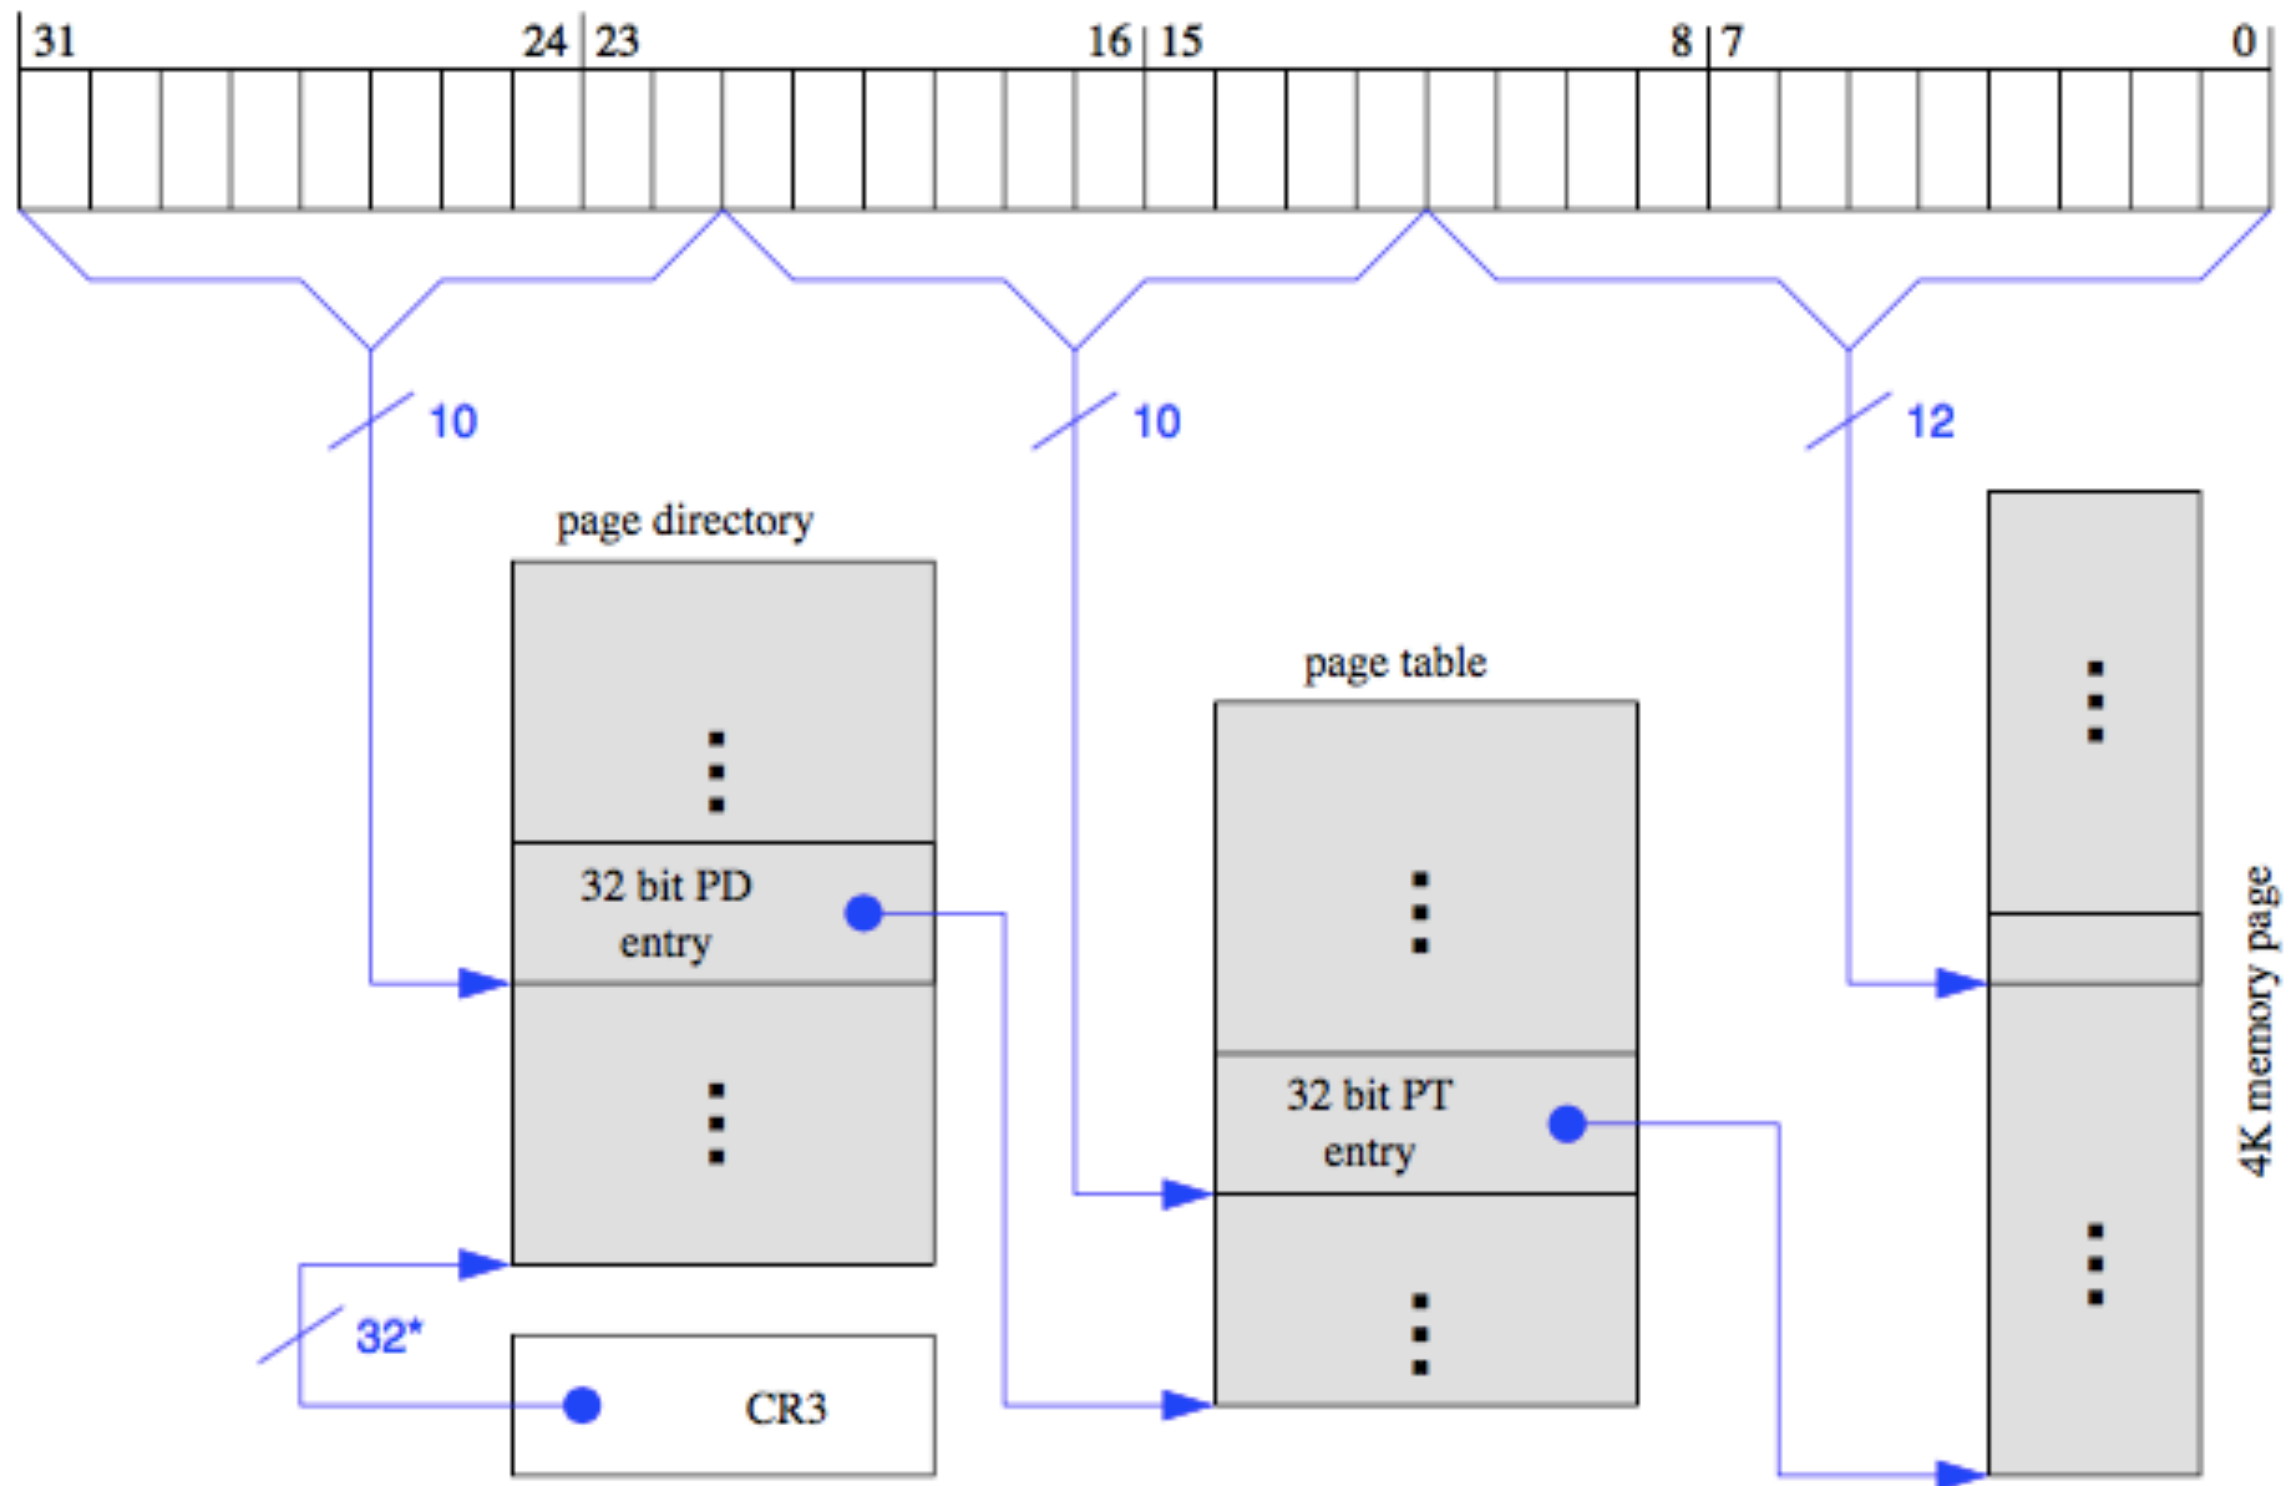 31 24 23 16 15 8 7 0
10 10 12
page directory
page table
32 bit PD
entry
32 bit PT
entry
4K memory page
32*
CR3